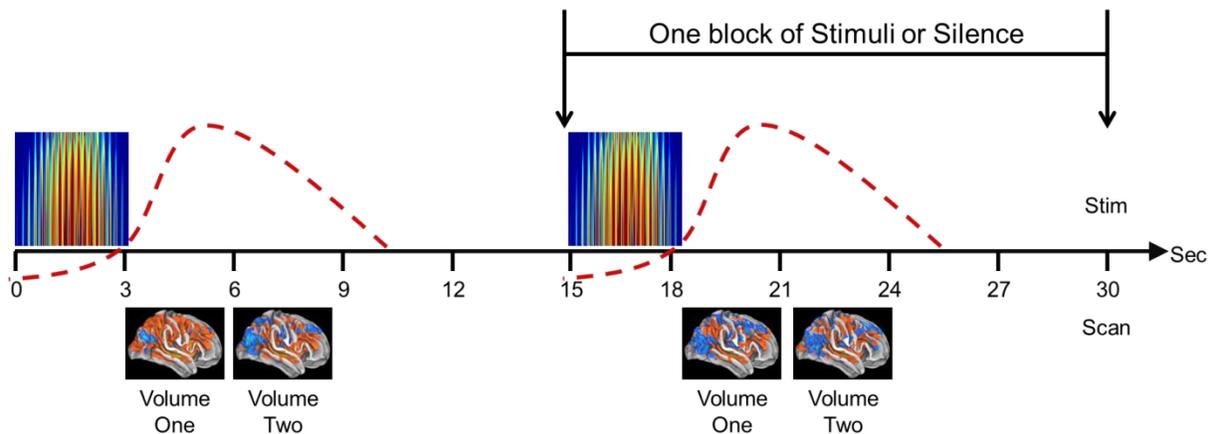 One block of Stimuli or Silence
Stim
Sec
0 3 6 9 12 15 18 21 24 27 30
Scan
Volume One
Volume Two
Volume One
Volume Two